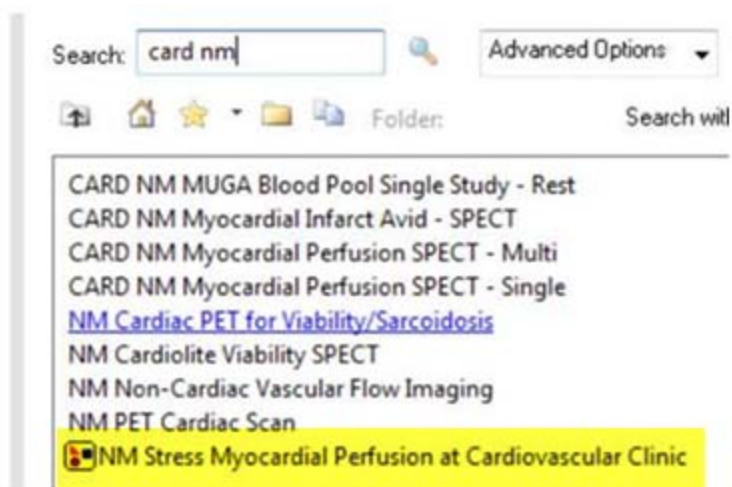 Search: card nm Advanced Options
Folder: Search with
CARD NM MUGA Blood Pool Single Study - Rest
CARD NM Myocardial Infarct Avid - SPECT
CARD NM Myocardial Perfusion SPECT - Multi
CARD NM Myocardial Perfusion SPECT - Single
NM Cardiac PET for Viability/Sarcoidosis
NM Cardiolite Viability SPECT
NM Non-Cardiac Vascular Flow Imaging
NM PET Cardiac Scan
NM Stress Myocardial Perfusion at Cardiovascular Clinic